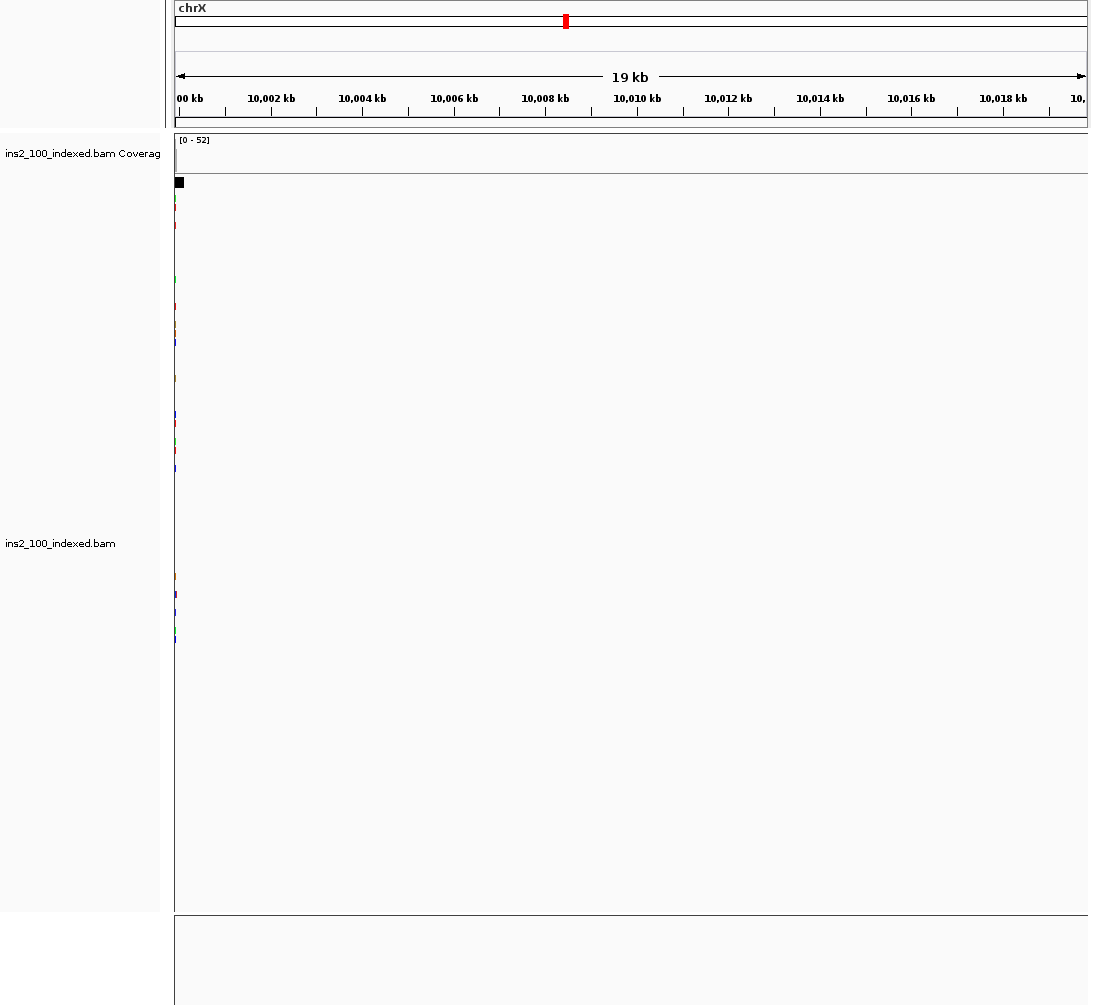 chrX
19 kb
00 kb 10,002 kb 10,004 kb 10,006 kb 10,008 kb 10,010 kb 10,012 kb 10,014 kb 10,016 kb 10,018 kb 10,
ins2_100_indexed.bam Coverag
[0 - 52]
ins2_100_indexed.bam